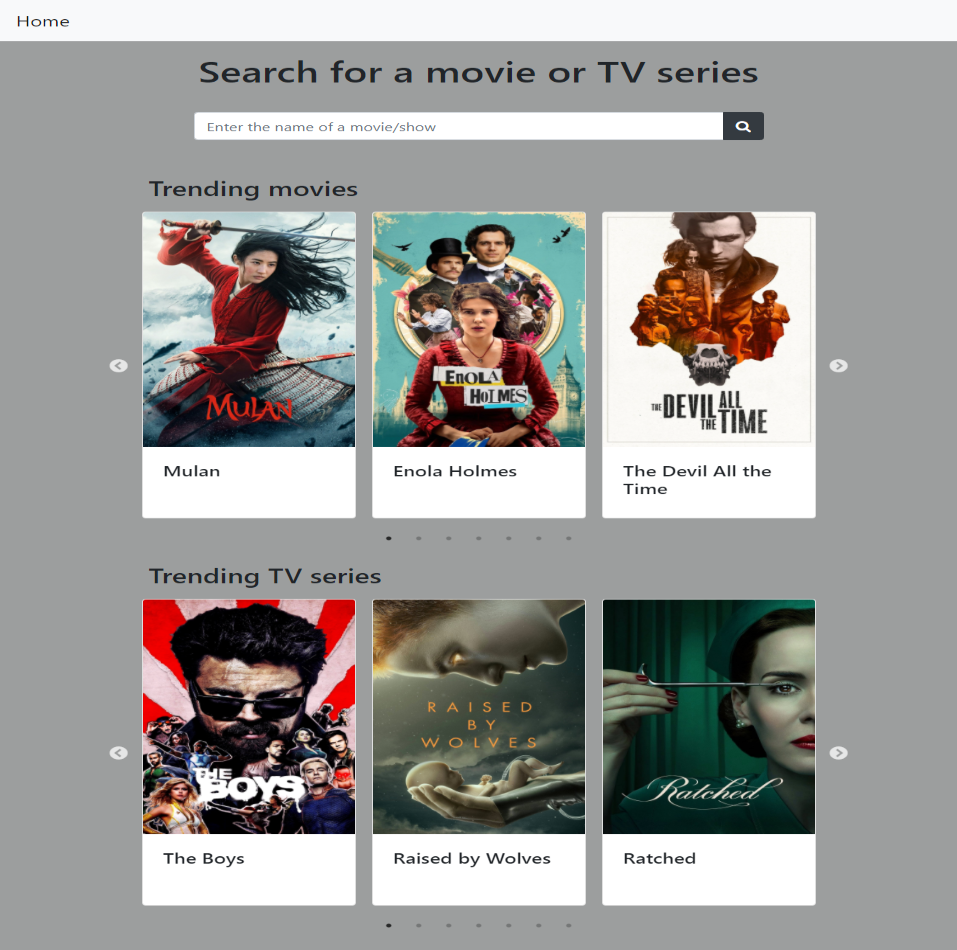 Home
Search for a movie or TV series
Enter the name of a movie/show
Trending movies
MULAN
ENOLA
HOLMES
THE DEVIL ALL
THE TIME
Mulan
Enola Holmes
The Devil All the
Time
Trending TV series
THE
BOYS
RAISED
BY
WOLVES
Ratched
The Boys
Raised by Wolves
Ratched